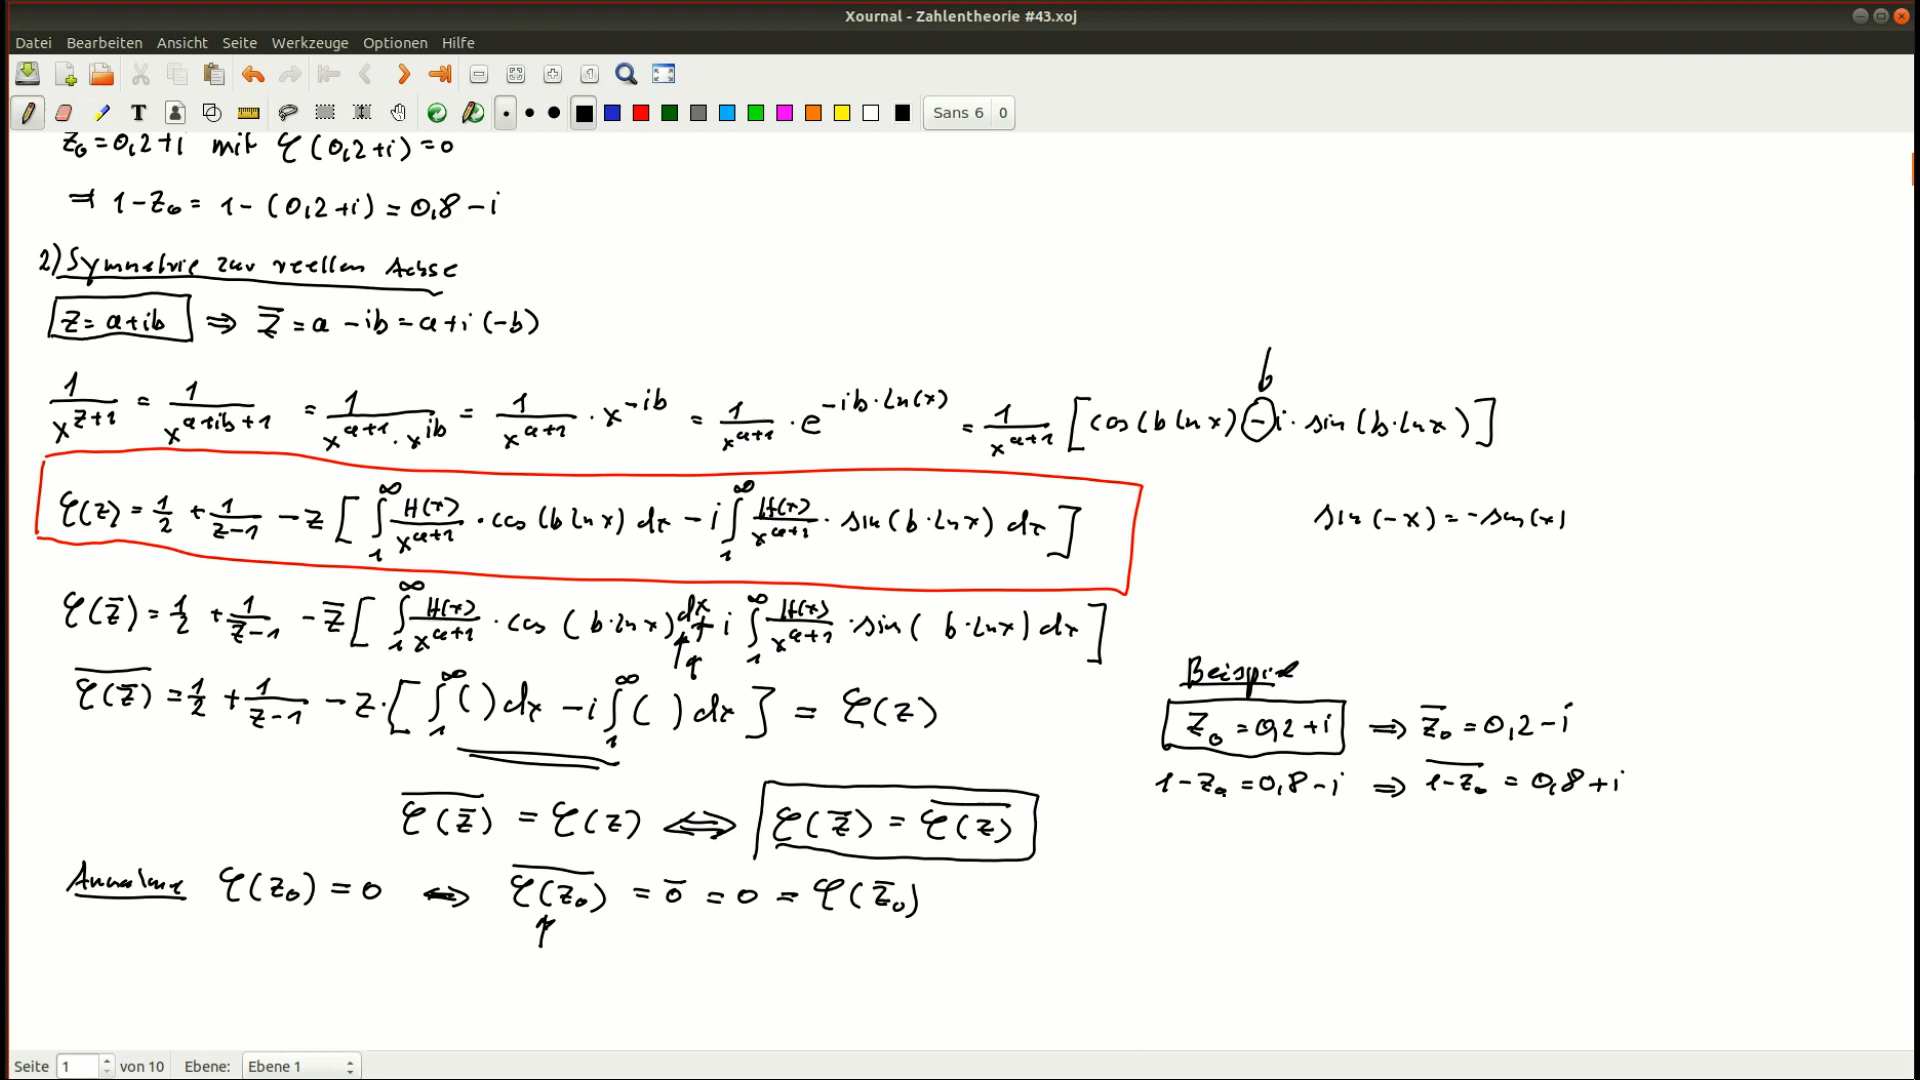 Xournal - Zahlentheorie #43.xoj
Datei Bearbeiten Ansicht Seite Werkzeuge Optionen Hilfe
Sans 6 0
z₀ = 0,2+i mit ζ(0,2+i) = 0
⇒ 1-z₀ = 1-(0,2+i) = 0,8-i
2) Symmetrie zur reellen Achse
z = a+ib ⇒ z̅ = a-ib = a+i(-b)
b
1/x^(z+1) = 1/x^(a+ib+1) = 1/(x^(a+1)·x^(ib)) = 1/x^(a+1) · x^(-ib) = 1/x^(a+1) · e^(-ib·ln(x)) = 1/x^(a+1) [cos(b ln x) - i·sin(b·ln x)]
ζ(z) = 1/2 + 1/(z-1) - z [∫₁^∞ H(x)/x^(a+1) · cos(b ln x) dx - i ∫₁^∞ H(x)/x^(a+1) · sin(b·ln x) dx]
sin(-x) = -sin(x)
ζ(z̅) = 1/2 + 1/(z̅-1) - z̅ [∫₁^∞ H(x)/x^(a+1) · cos(b·ln x) dx + i ∫₁^∞ H(x)/x^(a+1) · sin(b·ln x) dx]
\overline{ζ(z̅)} = 1/2 + 1/(z-1) - z·[∫₁^∞ ( ) dx - i ∫₁^∞ ( ) dx] = ζ(z)
Beispiel
z₀ = 0,2+i ⇒ z̅₀ = 0,2-i
1-z₀ = 0,8-i ⇒ \overline{1-z₀} = 0,8+i
\overline{ζ(z̅)} = ζ(z) ⇔ ζ(z̅) = \overline{ζ(z)}
Annahme ζ(z₀) = 0 ⇔ \overline{ζ(z₀)} = 0̅ = 0 = ζ(z̅₀)
Seite 1 von 10 Ebene: Ebene 1